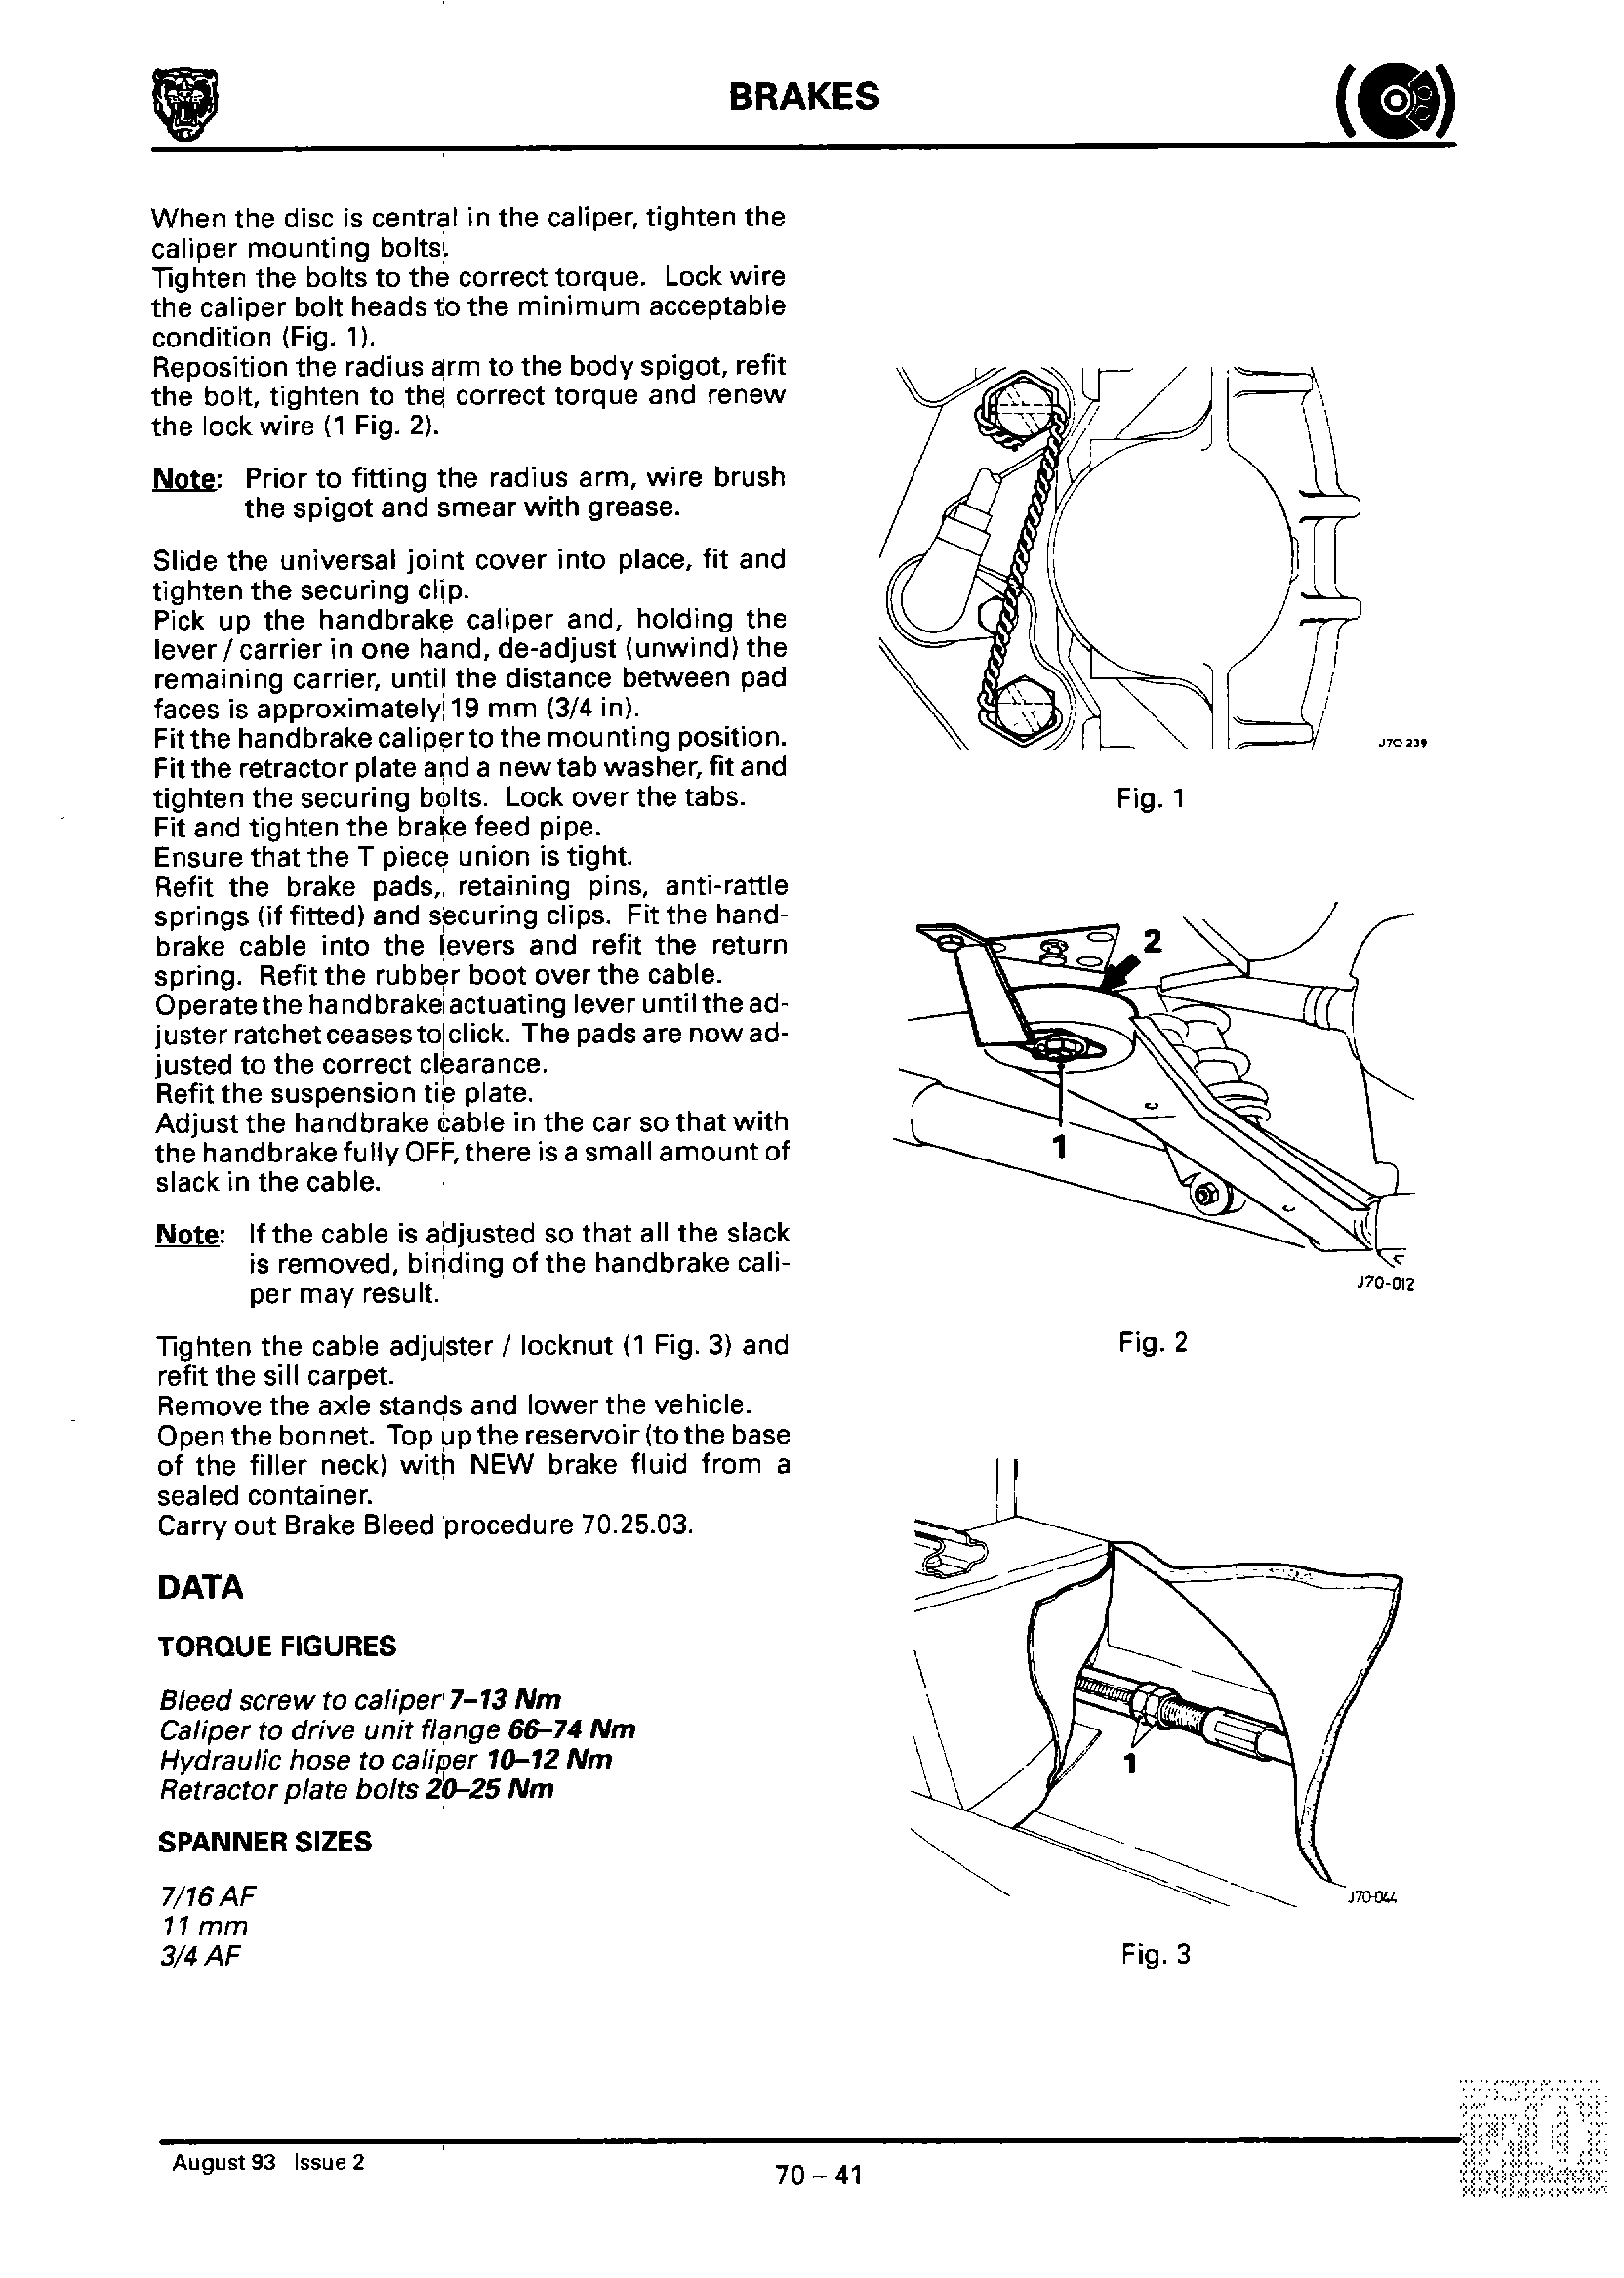 BRAKES
When the disc is central in the caliper, tighten the
caliper mounting bolts.
Tighten the bolts to the correct torque. Lock wire
the caliper bolt heads to the minimum acceptable
condition (Fig. 1).
Reposition the radius arm to the body spigot, refit
the bolt, tighten to the correct torque and renew
the lock wire (1 Fig. 2).
Note: Prior to fitting the radius arm, wire brush
the spigot and smear with grease.
Slide the universal joint cover into place, fit and
tighten the securing clip.
Pick up the handbrake caliper and, holding the
lever / carrier in one hand, de-adjust (unwind) the
remaining carrier, until the distance between pad
faces is approximately 19 mm (3/4 in).
Fit the handbrake caliper to the mounting position.
Fit the retractor plate and a new tab washer, fit and
tighten the securing bolts. Lock over the tabs.
Fit and tighten the brake feed pipe.
Ensure that the T piece union is tight.
Refit the brake pads, retaining pins, anti-rattle
springs (if fitted) and securing clips. Fit the hand-
brake cable into the levers and refit the return
spring. Refit the rubber boot over the cable.
Operate the handbrake actuating lever until the ad-
juster ratchet ceases to click. The pads are now ad-
justed to the correct clearance.
Refit the suspension tie plate.
Adjust the handbrake cable in the car so that with
the handbrake fully OFF, there is a small amount of
slack in the cable.
Note: If the cable is adjusted so that all the slack
is removed, binding of the handbrake cali-
per may result.
Tighten the cable adjuster / locknut (1 Fig. 3) and
refit the sill carpet.
Remove the axle stands and lower the vehicle.
Open the bonnet. Top up the reservoir (to the base
of the filler neck) with NEW brake fluid from a
sealed container.
Carry out Brake Bleed procedure 70.25.03.
DATA
TORQUE FIGURES
Bleed screw to caliper 7–13 Nm
Caliper to drive unit flange 66–74 Nm
Hydraulic hose to caliper 10–12 Nm
Retractor plate bolts 20–25 Nm
SPANNER SIZES
7/16 AF
11 mm
3/4 AF
J70 239
Fig. 1
2
1
J70-012
Fig. 2
1
J70-044
Fig. 3
August 93 Issue 2
70 – 41